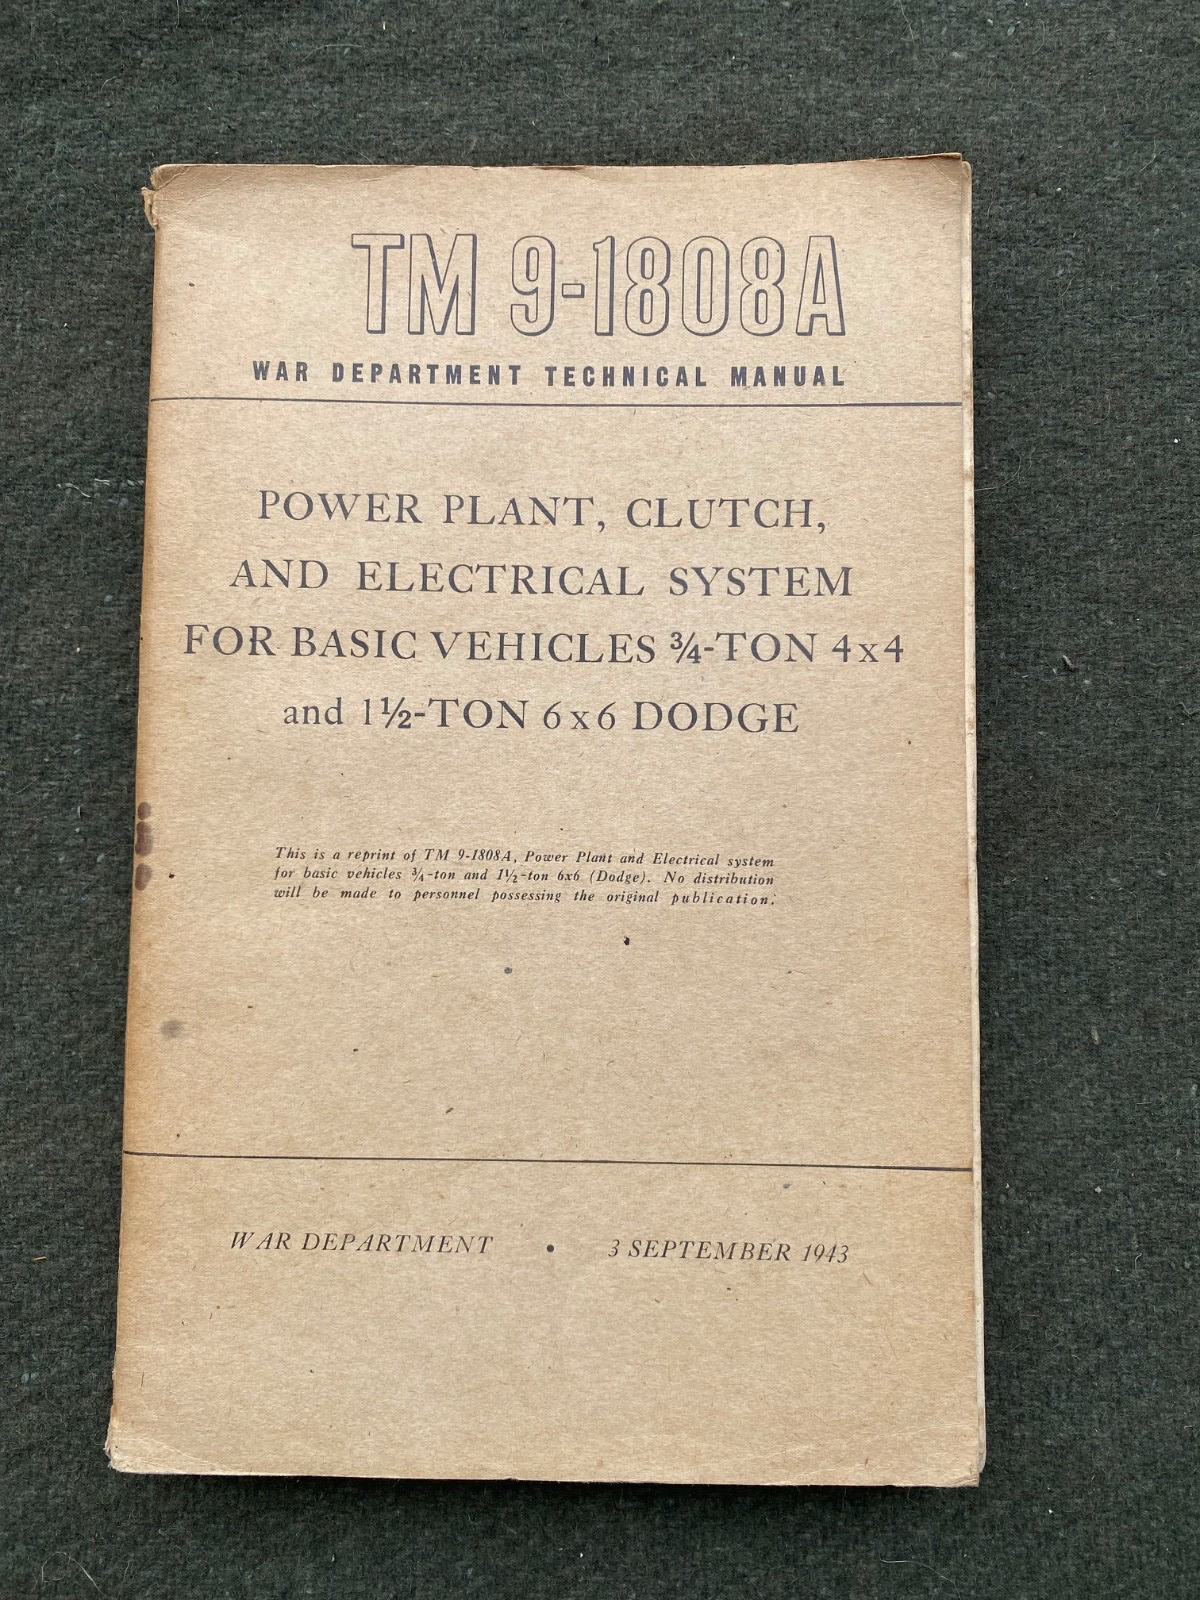 TM 9-1808A
WAR DEPARTMENT TECHNICAL MANUAL
POWER PLANT, CLUTCH,
AND ELECTRICAL SYSTEM
FOR BASIC VEHICLES ¾-TON 4x4
and 1½-TON 6x6 DODGE
This is a reprint of TM 9-1808A, Power Plant and Electrical system
for basic vehicles ¾-ton and 1½-ton 6x6 (Dodge). No distribution
will be made to personnel possessing the original publication.
WAR DEPARTMENT • 3 SEPTEMBER 1943